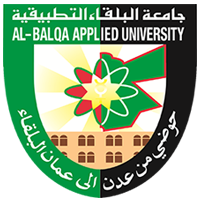 جامعة البلقاء التطبيقية
AL-BALQA APPLIED UNIVERSITY
حوضي من عدن
الى عمان البلقاء